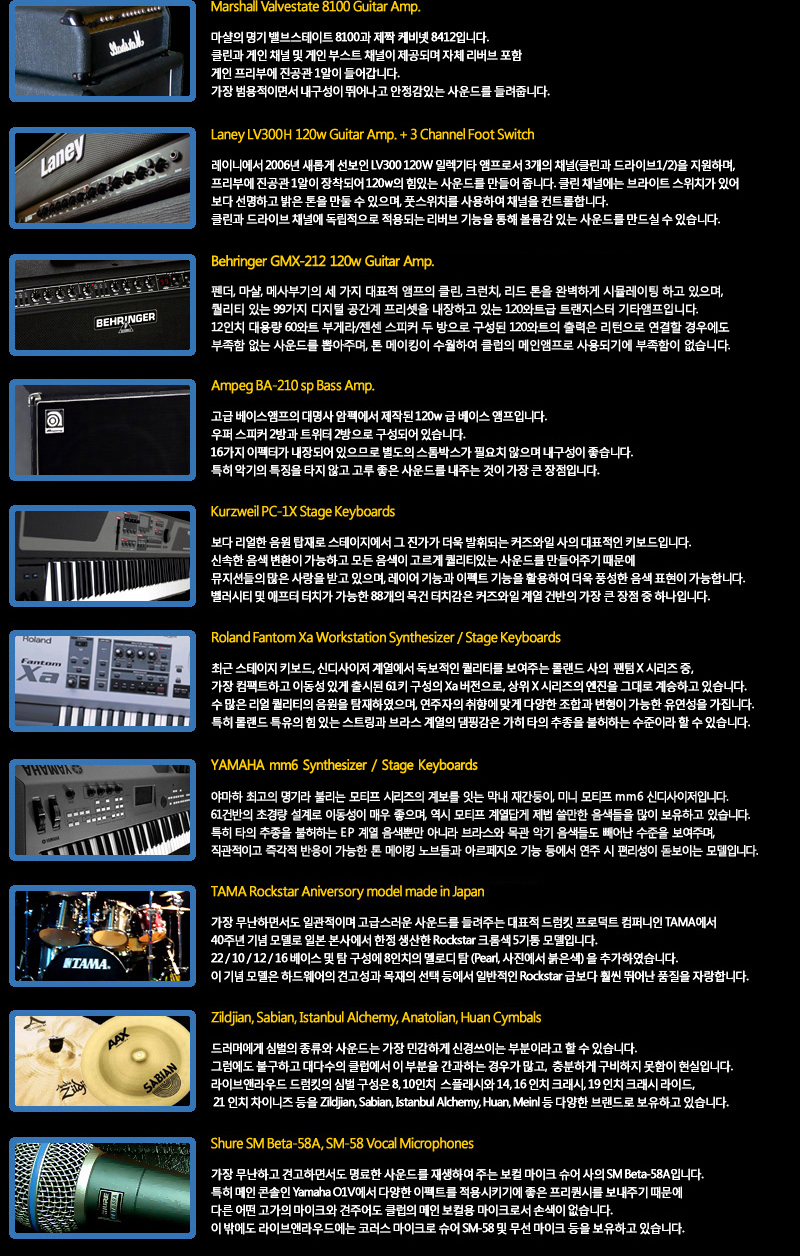 Marshall Valvestate 8100 Guitar Amp.
마샬의 명기 밸브스테이트 8100과 제짝 케비넷 8412입니다.
클린과 게인 채널 및 게인 부스트 채널이 제공되며 자체 리버브 포함
게인 프리부에 진공관 1알이 들어갑니다.
가장 범용적이면서 내구성이 뛰어나고 안정감있는 사운드를 들려줍니다.
Marshall
Laney LV300H 120w Guitar Amp. + 3 Channel Foot Switch
레이니에서 2006년 새롭게 선보인 LV300 120W 일렉기타 앰프로서 3개의 채널(클린과 드라이브1/2)을 지원하며,
프리부에 진공관 1알이 장착되어 120w의 힘있는 사운드를 만들어 줍니다. 클린 채널에는 브라이트 스위치가 있어
보다 선명하고 밝은 톤을 만둘 수 있으며, 풋스위치를 사용하여 채널을 컨트롤합니다.
클린과 드라이브 채널에 독립적으로 적용되는 리버브 기능을 통해 볼륨감 있는 사운드를 만드실 수 있습니다.
Laney
Behringer GMX-212 120w Guitar Amp.
펜더, 마샬, 메사부기의 세 가지 대표적 앰프의 클린, 크런치, 리드 톤을 완벽하게 시뮬레이팅 하고 있으며,
퀄리티 있는 99가지 디지털 공간계 프리셋을 내장하고 있는 120와트급 트랜지스터 기타앰프입니다.
12인치 대용량 60와트 부게라/젠센 스피커 두 방으로 구성된 120와트의 출력은 리턴으로 연결할 경우에도
부족함 없는 사운드를 뽑아주며, 톤 메이킹이 수월하여 클럽의 메인앰프로 사용되기에 부족함이 없습니다.
BEHRINGER
Ampeg BA-210 sp Bass Amp.
고급 베이스앰프의 대명사 암펙에서 제작된 120w 급 베이스 앰프입니다.
우퍼 스피커 2방과 트위터 2방으로 구성되어 있습니다.
16가지 이펙터가 내장되어 있으므로 별도의 스톰박스가 필요치 않으며 내구성이 좋습니다.
특히 악기의 특징을 타지 않고 고루 좋은 사운드를 내주는 것이 가장 큰 장점입니다.
Kurzweil PC-1X Stage Keyboards
보다 리얼한 음원 탑재로 스테이지에서 그 진가가 더욱 발휘되는 커즈와일 사의 대표적인 키보드입니다.
신속한 음색 변환이 가능하고 모든 음색이 고르게 퀄리티있는 사운드를 만들어주기 때문에
뮤지션들의 많은 사랑을 받고 있으며, 레이어 기능과 이펙트 기능을 활용하여 더욱 풍성한 음색 표현이 가능합니다.
벨러시티 및 애프터 터치가 가능한 88개의 목건 터치감은 커즈와일 계열 건반의 가장 큰 장점 중 하나입니다.
Roland Fantom Xa Workstation Synthesizer / Stage Keyboards
최근 스테이지 키보드, 신디사이저 계열에서 독보적인 퀄리티를 보여주는 롤랜드 사의 팬텀 X 시리즈 중,
가장 컴팩트하고 이동성 있게 출시된 61키 구성의 Xa 버전으로, 상위 X 시리즈의 엔진을 그대로 계승하고 있습니다.
수 많은 리얼 퀄리티의 음원을 탑재하였으며, 연주자의 취향에 맞게 다양한 조합과 변형이 가능한 유연성을 가집니다.
특히 롤랜드 특유의 힘 있는 스트링과 브라스 계열의 댐핑감은 가히 타의 추종을 불허하는 수준이라 할 수 있습니다.
Roland
Fantom
Xa
YAMAHA mm6 Synthesizer / Stage Keyboards
야마하 최고의 명기라 불리는 모티프 시리즈의 계보를 잇는 막내 재간둥이, 미니 모티프 mm6 신디사이저입니다.
61건반의 초경량 설계로 이동성이 매우 좋으며, 역시 모티프 계열답게 제법 쓸만한 음색들을 많이 보유하고 있습니다.
특히 타의 추종을 불허하는 EP 계열 음색뿐만 아니라 브라스와 목관 악기 음색들도 빼어난 수준을 보여주며,
직관적이고 즉각적 반응이 가능한 톤 메이킹 노브들과 아르페지오 기능 등에서 연주 시 편리성이 돋보이는 모델입니다.
YAMAHA
TAMA Rockstar Aniversory model made in Japan
가장 무난하면서도 일관적이며 고급스러운 사운드를 들려주는 대표적 드럼킷 프로덕트 컴퍼니인 TAMA에서
40주년 기념 모델로 일본 본사에서 한정 생산한 Rockstar 크롬색 5기통 모델입니다.
22 / 10 / 12 / 16 베이스 및 탐 구성에 8인치의 멜로디 탐 (Pearl, 사진에서 붉은색) 을 추가하였습니다.
이 기념 모델은 하드웨어의 견고성과 목재의 선택 등에서 일반적인 Rockstar 급보다 훨씬 뛰어난 품질을 자랑합니다.
TAMA
Zildjian, Sabian, Istanbul Alchemy, Anatolian, Huan Cymbals
드러머에게 심벌의 종류와 사운드는 가장 민감하게 신경쓰이는 부분이라고 할 수 있습니다.
그럼에도 불구하고 대다수의 클럽에서 이 부분을 간과하는 경우가 많고, 충분하게 구비하지 못함이 현실입니다.
라이브앤라우드 드럼킷의 심벌 구성은 8, 10인치 스플래시와 14, 16 인치 크래시, 19 인치 크래시 라이드,
21 인치 차이니즈 등을 Zildjian, Sabian, Istanbul Alchemy, Huan, Meinl 등 다양한 브랜드로 보유하고 있습니다.
AAX
SABIAN
Shure SM Beta-58A, SM-58 Vocal Microphones
가장 무난하고 견고하면서도 명료한 사운드를 재생하여 주는 보컬 마이크 슈어 사의 SM Beta-58A입니다.
특히 메인 콘솔인 Yamaha O1V에서 다양한 이펙트를 적용시키기에 좋은 프리퀀시를 보내주기 때문에
다른 어떤 고가의 마이크와 견주어도 클럽의 메인 보컬용 마이크로서 손색이 없습니다.
이 밖에도 라이브앤라우드에는 코러스 마이크로 슈어 SM-58 및 무선 마이크 등을 보유하고 있습니다.